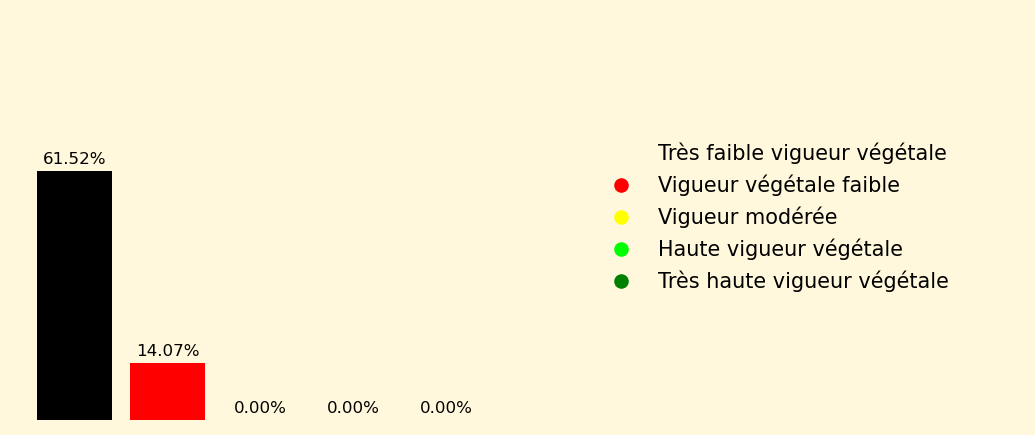 61.52%
14.07%
0.00%
0.00%
0.00%
Très faible vigueur végétale
Vigueur végétale faible
Vigueur modérée
Haute vigueur végétale
Très haute vigueur végétale